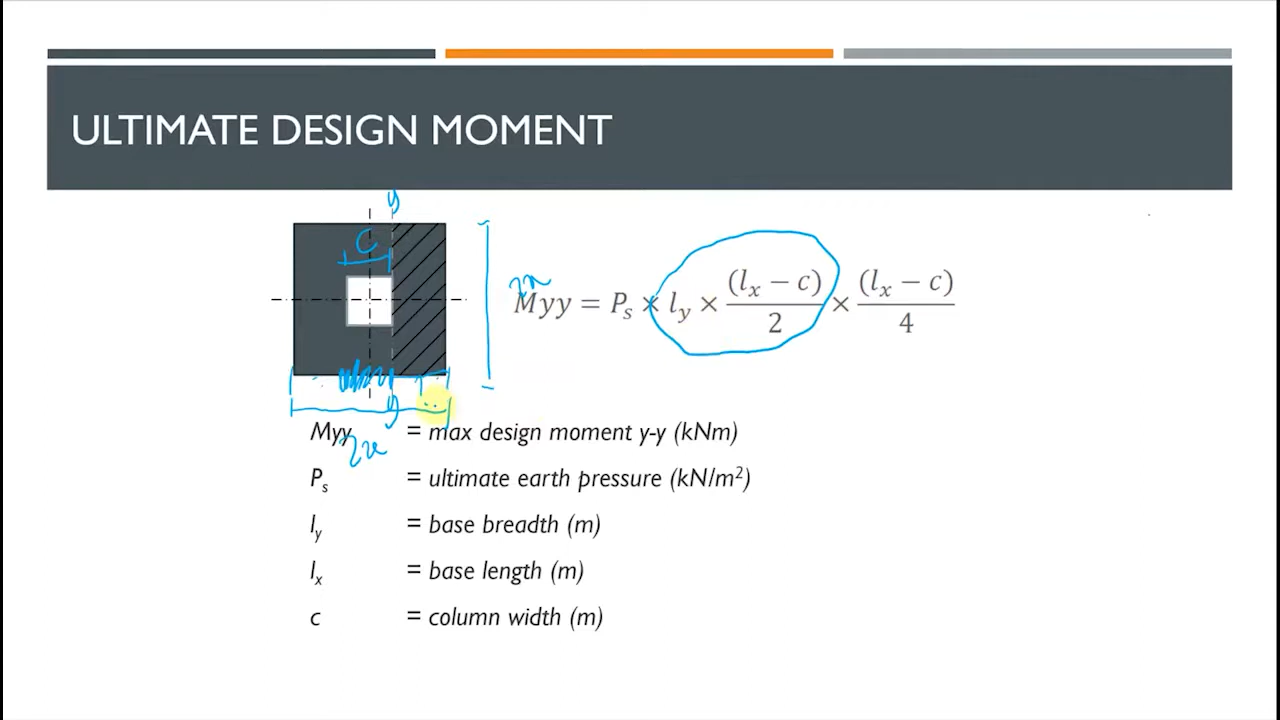 ULTIMATE DESIGN MOMENT
y
C
Myy = P_s × l_y × (l_x − c)/2 × (l_x − c)/4
y
Myy = max design moment y-y (kNm)
P_s = ultimate earth pressure (kN/m²)
l_y = base breadth (m)
l_x = base length (m)
c = column width (m)